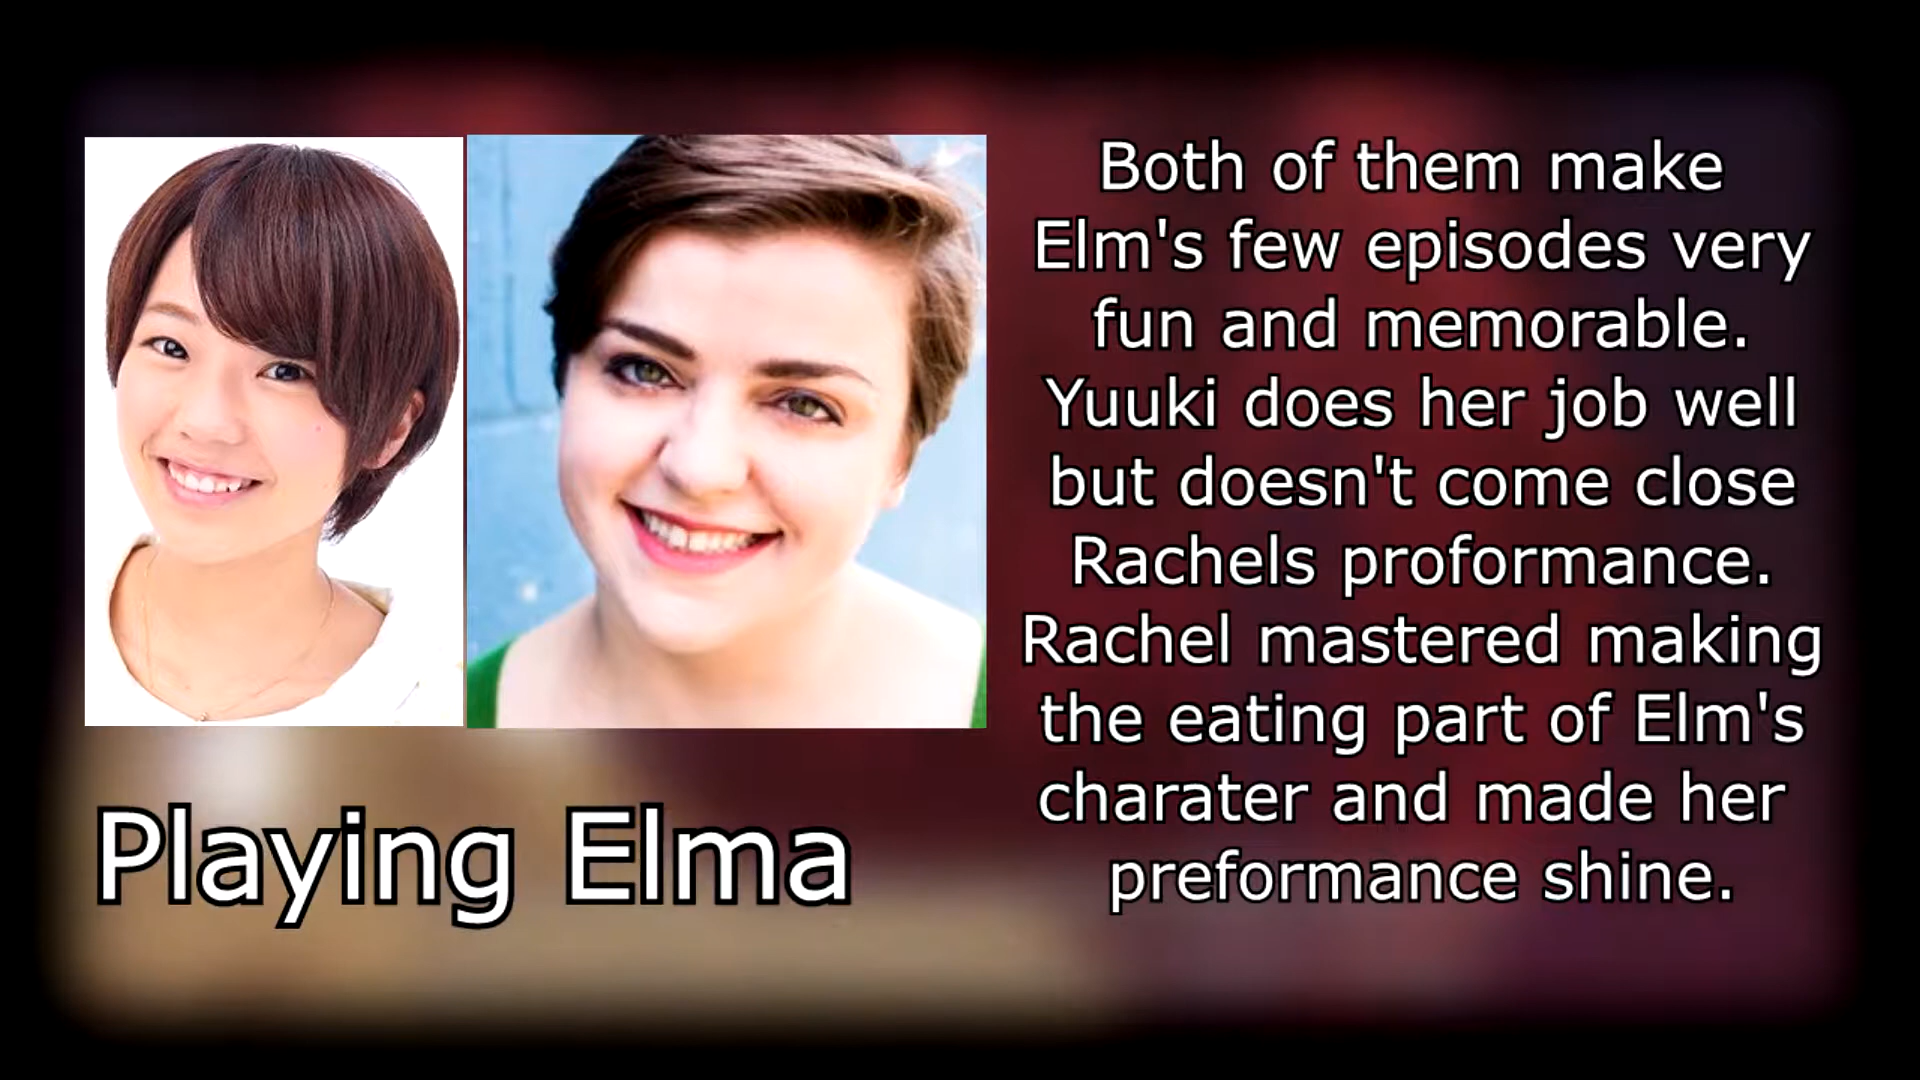 Both of them make
Elm's few episodes very
fun and memorable.
Yuuki does her job well
but doesn't come close
Rachels proformance.
Rachel mastered making
the eating part of Elm's
charater and made her
preformance shine.
Playing Elma